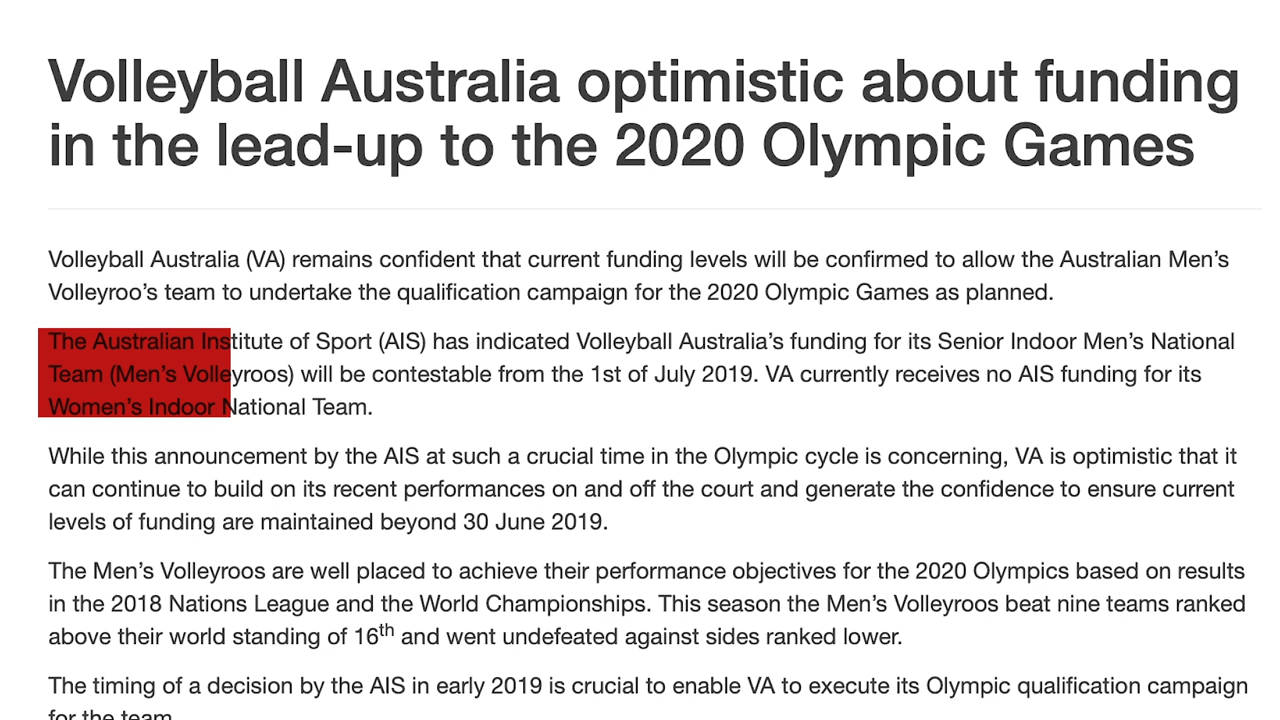 Volleyball Australia optimistic about funding
in the lead-up to the 2020 Olympic Games
Volleyball Australia (VA) remains confident that current funding levels will be confirmed to allow the Australian Men’s
Volleyroo’s team to undertake the qualification campaign for the 2020 Olympic Games as planned.
The Australian Institute of Sport (AIS) has indicated Volleyball Australia’s funding for its Senior Indoor Men’s National
Team (Men’s Volleyroos) will be contestable from the 1st of July 2019. VA currently receives no AIS funding for its
Women’s Indoor National Team.
While this announcement by the AIS at such a crucial time in the Olympic cycle is concerning, VA is optimistic that it
can continue to build on its recent performances on and off the court and generate the confidence to ensure current
levels of funding are maintained beyond 30 June 2019.
The Men’s Volleyroos are well placed to achieve their performance objectives for the 2020 Olympics based on results
in the 2018 Nations League and the World Championships. This season the Men’s Volleyroos beat nine teams ranked
above their world standing of 16th and went undefeated against sides ranked lower.
The timing of a decision by the AIS in early 2019 is crucial to enable VA to execute its Olympic qualification campaign
for the team